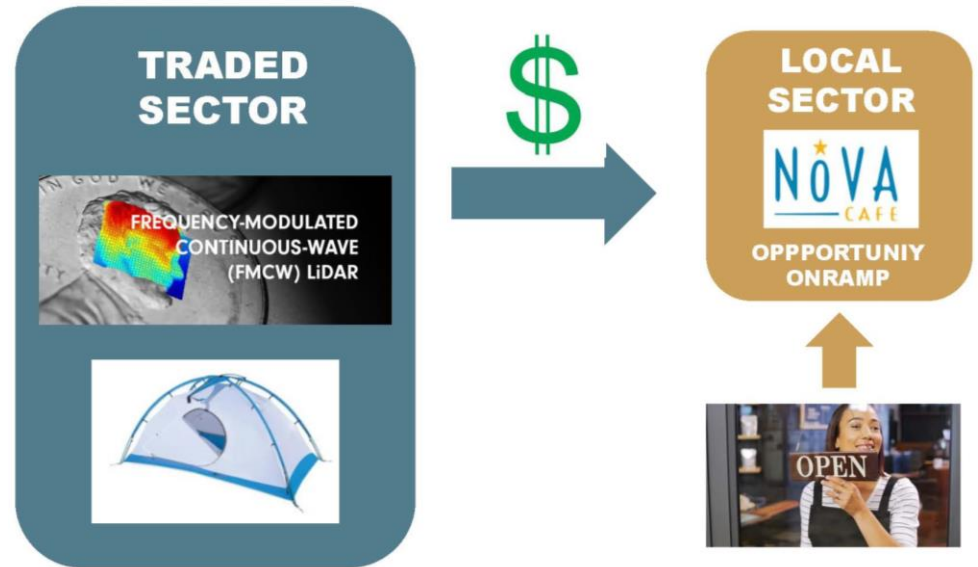 TRADED
SECTOR
IN GOD WE
FREQUENCY-MODULATED
CONTINUOUS-WAVE
(FMCW) LiDAR
$
LOCAL
SECTOR
NOVA
CAFE
OPPPORTUNIY
ONRAMP
OPEN